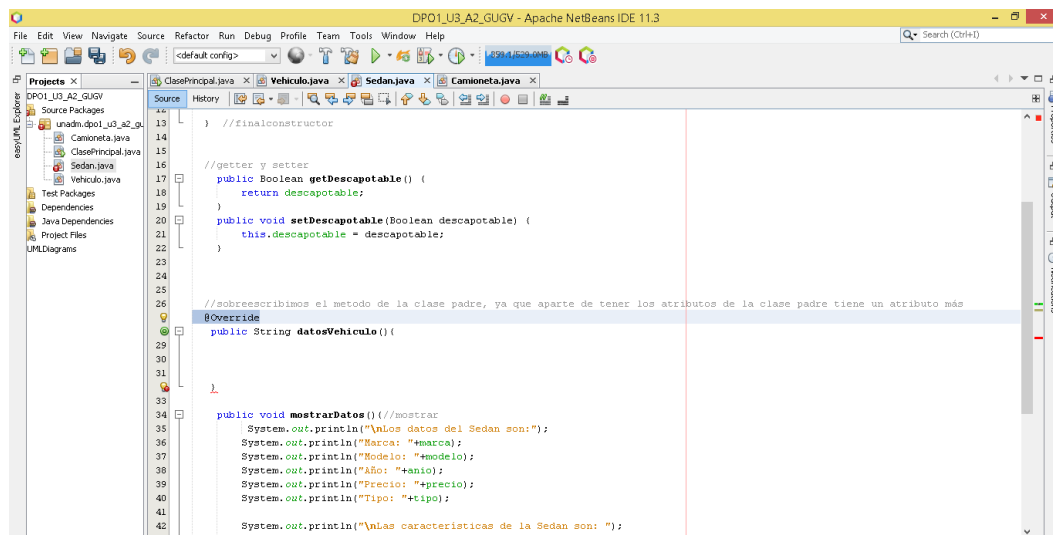 DPO1_U3_A2_GUGV - Apache NetBeans IDE 11.3
File Edit View Navigate Source Refactor Run Debug Profile Team Tools Window Help
Search (Ctrl+I)
<default config>
Projects
ClasePrincipal.java Vehiculo.java Sedan.java Camioneta.java
easyUML Explorer
DPO1_U3_A2_GUGV
Source Packages
unadm.dpo1_u3_a2_gu
Camioneta.java
ClasePrincipal.java
Sedan.java
Vehiculo.java
Test Packages
Dependencies
Java Dependencies
Project Files
UMLDiagrams
Source History
12
13 } //finalconstructor
14
15
16 //getter y setter
17 public Boolean getDescapotable() {
18 return descapotable;
19 }
20 public void setDescapotable(Boolean descapotable) {
21 this.descapotable = descapotable;
22 }
23
24
25
26 //sobreescribimos el metodo de la clase padre, ya que aparte de tener los atributos de la clase padre tiene un atributo más
@Override
public String datosVehiculo(){
29
30
31
}
33
34 public void mostrarDatos(){//mostrar
35 System.out.println("\nLos datos del Sedan son:");
36 System.out.println("Marca: "+marca);
37 System.out.println("Modelo: "+modelo);
38 System.out.println("Año: "+anio);
39 System.out.println("Precio: "+precio);
40 System.out.println("Tipo: "+tipo);
41
42 System.out.println("\nLas características de la Sedan son: ");